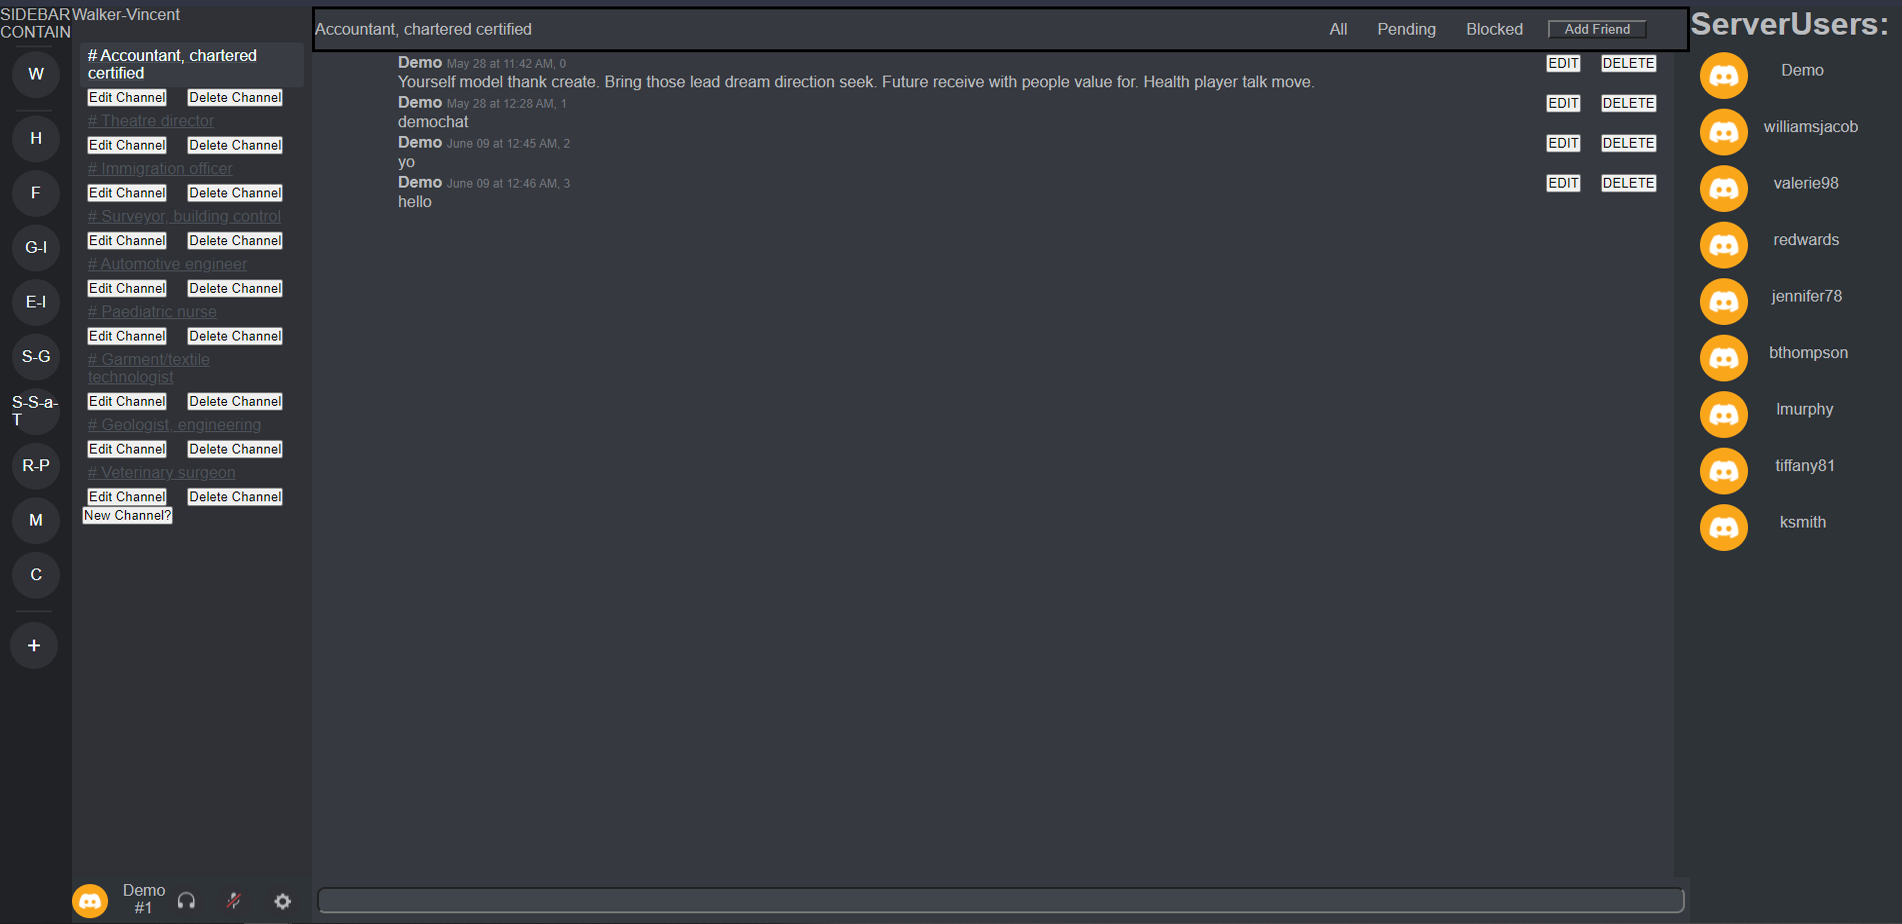 SIDEBAR
CONTAIN
W
H
F
G-I
E-I
S-G
S-S-a-
T
R-P
M
C
+
Walker-Vincent
# Accountant, chartered
certified
Edit Channel Delete Channel
# Theatre director
Edit Channel Delete Channel
# Immigration officer
Edit Channel Delete Channel
# Surveyor, building control
Edit Channel Delete Channel
# Automotive engineer
Edit Channel Delete Channel
# Paediatric nurse
Edit Channel Delete Channel
# Garment/textile
technologist
Edit Channel Delete Channel
# Geologist, engineering
Edit Channel Delete Channel
# Veterinary surgeon
Edit Channel Delete Channel
New Channel?
Demo
#1
Accountant, chartered certified All Pending Blocked Add Friend
Demo May 28 at 11:42 AM, 0 EDIT DELETE
Yourself model thank create. Bring those lead dream direction seek. Future receive with people value for. Health player talk move.
Demo May 28 at 12:28 AM, 1 EDIT DELETE
demochat
Demo June 09 at 12:45 AM, 2 EDIT DELETE
yo
Demo June 09 at 12:46 AM, 3 EDIT DELETE
hello
ServerUsers:
Demo
williamsjacob
valerie98
redwards
jennifer78
bthompson
lmurphy
tiffany81
ksmith